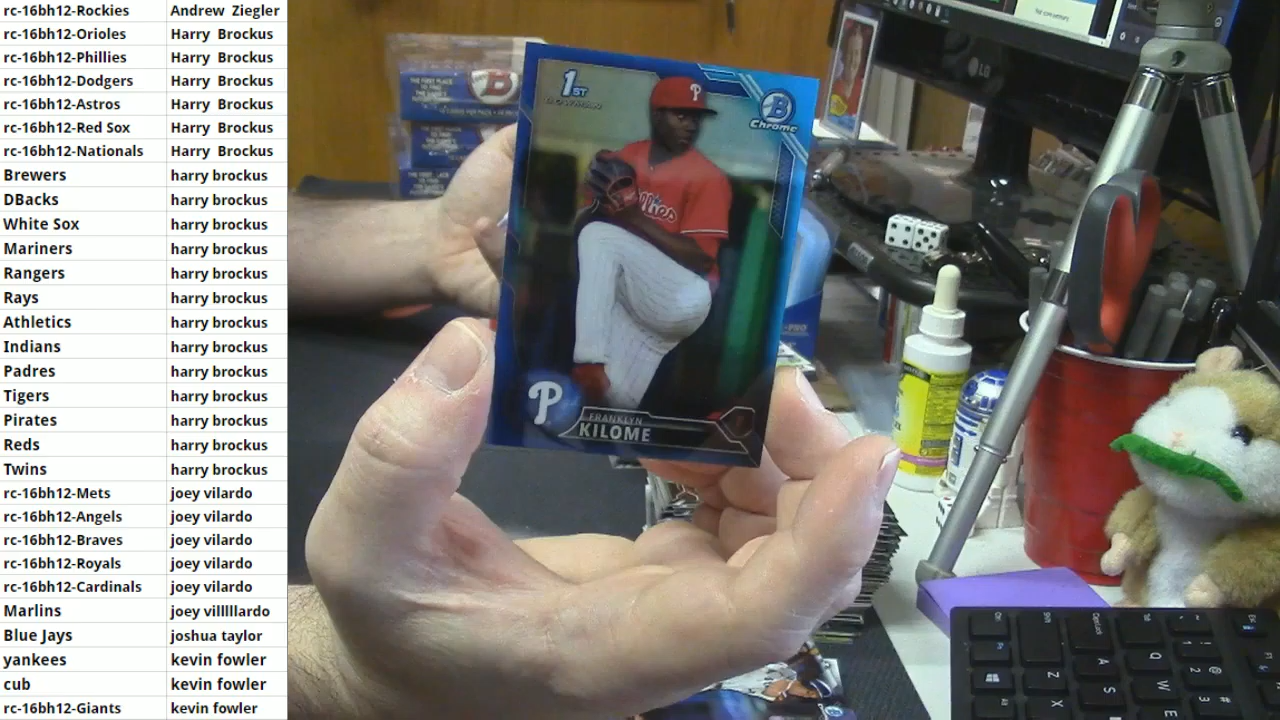 rc-16bh12-Rockies Andrew Ziegler
rc-16bh12-Orioles Harry Brockus
rc-16bh12-Phillies Harry Brockus
rc-16bh12-Dodgers Harry Brockus
rc-16bh12-Astros Harry Brockus
rc-16bh12-Red Sox Harry Brockus
rc-16bh12-Nationals Harry Brockus
Brewers harry brockus
DBacks harry brockus
White Sox harry brockus
Mariners harry brockus
Rangers harry brockus
Rays harry brockus
Athletics harry brockus
Indians harry brockus
Padres harry brockus
Tigers harry brockus
Pirates harry brockus
Reds harry brockus
Twins harry brockus
rc-16bh12-Mets joey vilardo
rc-16bh12-Angels joey vilardo
rc-16bh12-Braves joey vilardo
rc-16bh12-Royals joey vilardo
rc-16bh12-Cardinals joey vilardo
Marlins joey villlllardo
Blue Jays joshua taylor
yankees kevin fowler
cub kevin fowler
rc-16bh12-Giants kevin fowler
1ST
BOWMAN
B
Chrome
P
P
FRANKLYN
KILOME
LG